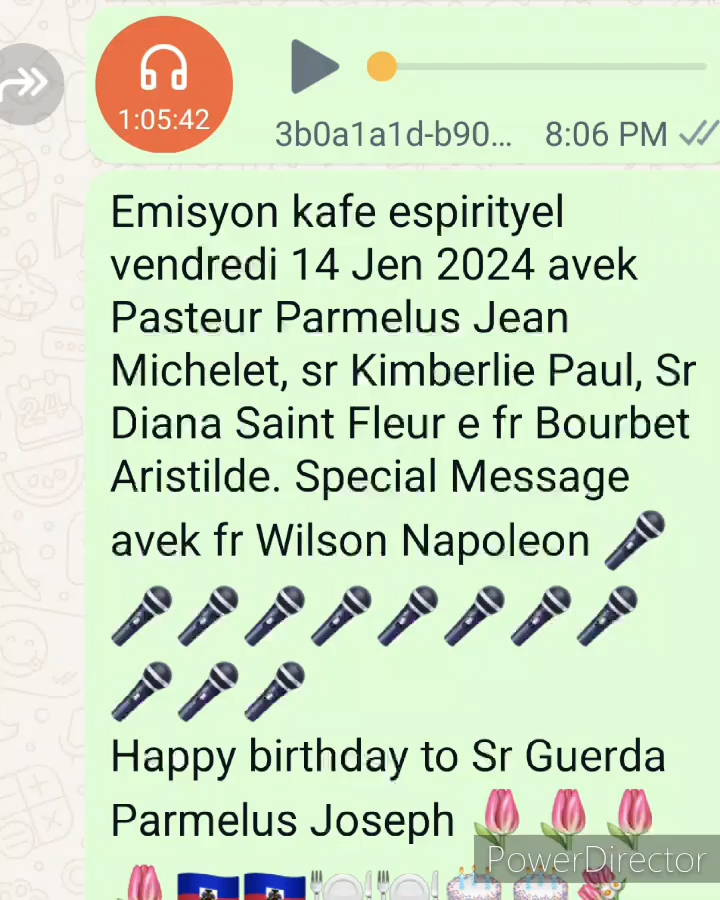 1:05:42
3b0a1a1d-b90... 8:06 PM
Emisyon kafe espirityel
vendredi 14 Jen 2024 avek
Pasteur Parmelus Jean
Michelet, sr Kimberlie Paul, Sr
Diana Saint Fleur e fr Bourbet
Aristilde. Special Message
avek fr Wilson Napoleon 🎤
🎤🎤🎤🎤🎤🎤🎤🎤
🎤🎤🎤
Happy birthday to Sr Guerda
Parmelus Joseph 🌷🌷🌷
PowerDirector
🌷🇭🇹🇭🇹🍽️🍽️🎂🎂💐